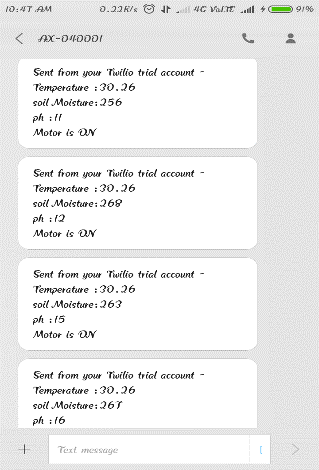 10:47 AM 0.22K/s 4G VoLTE 91%
AX-040001
Sent from your Twilio trial account -
Temperature :30.26
soil Moisture:256
ph :11
Motor is ON
Sent from your Twilio trial account -
Temperature :30.26
soil Moisture:268
ph :12
Motor is ON
Sent from your Twilio trial account -
Temperature :30.26
soil Moisture:263
ph :15
Motor is ON
Sent from your Twilio trial account -
Temperature :30.26
soil Moisture:267
ph :16
Text message